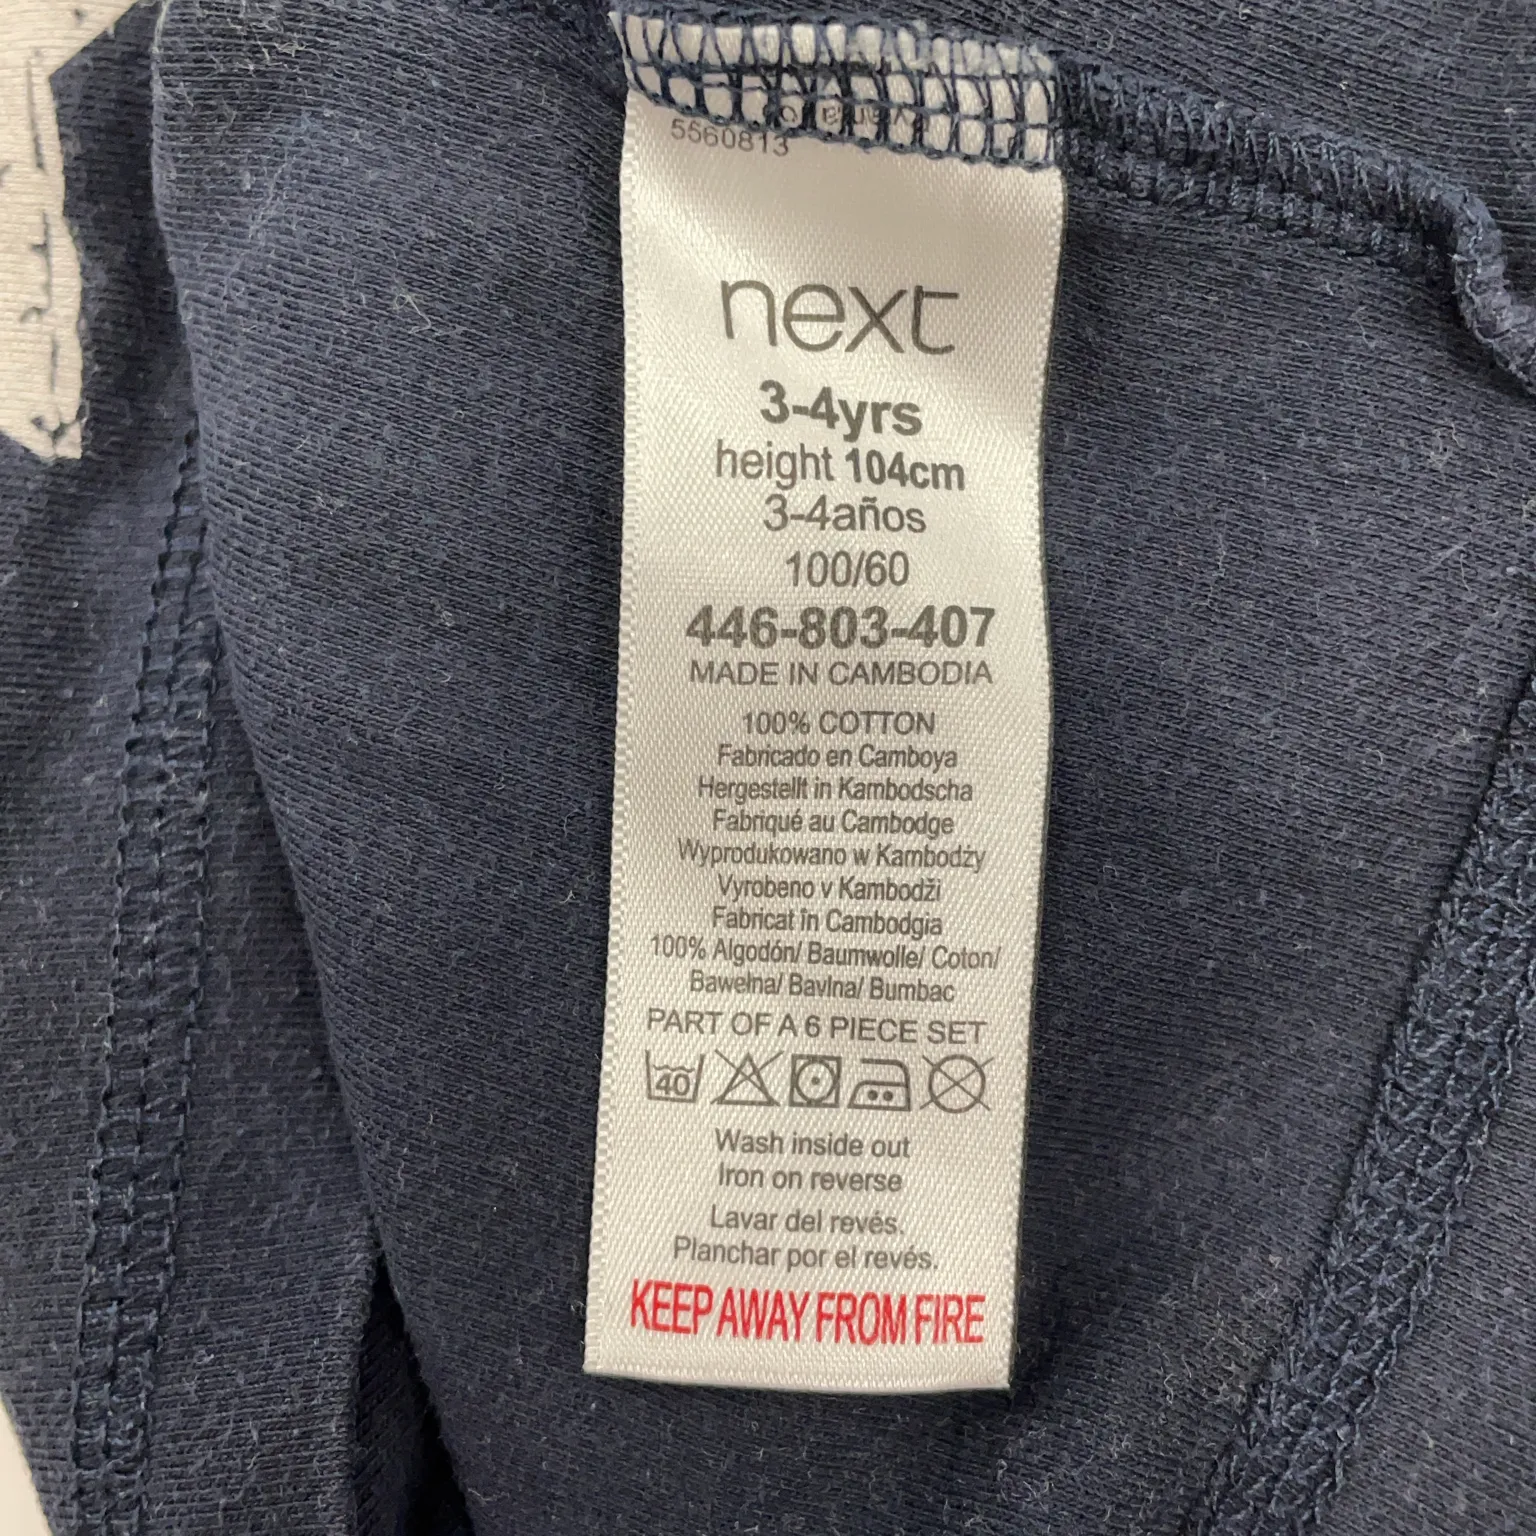 5560813
next
3-4yrs
height 104cm
3-4años
100/60
446-803-407
MADE IN CAMBODIA
100% COTTON
Fabricado en Camboya
Hergestellt in Kambodscha
Fabriqué au Cambodge
Wyprodukowano w Kambodży
Vyrobeno v Kambodži
Fabricat în Cambodgia
100% Algodón/ Baumwolle/ Coton/
Bawełna/ Bavlna/ Bumbac
PART OF A 6 PIECE SET
40
Wash inside out
Iron on reverse
Lavar del revés.
Planchar por el revés.
KEEP AWAY FROM FIRE